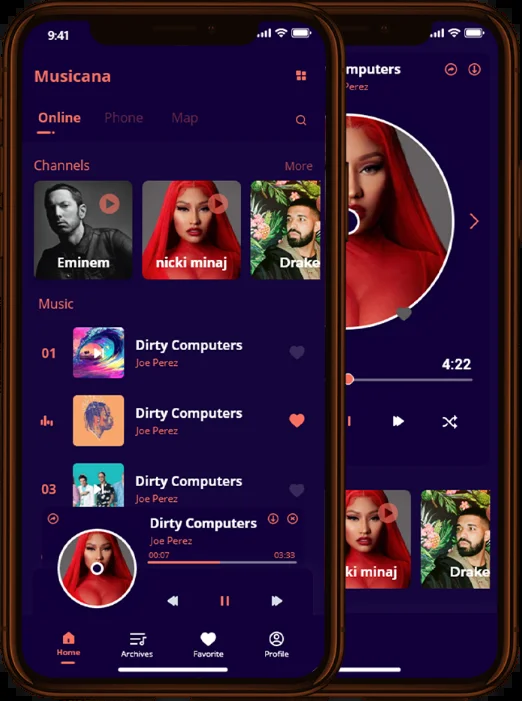 9:41
Musicana
Online Phone Map
Channels More
Eminem nicki minaj Drake
Music
01 Dirty Computers
Joe Perez
Dirty Computers
Joe Perez
03 Dirty Computers
Joe Perez
Dirty Computers
Joe Perez
00:07 03:33
Home Archives Favorite Profile
mputers
Perez
4:22
ki minaj Drake